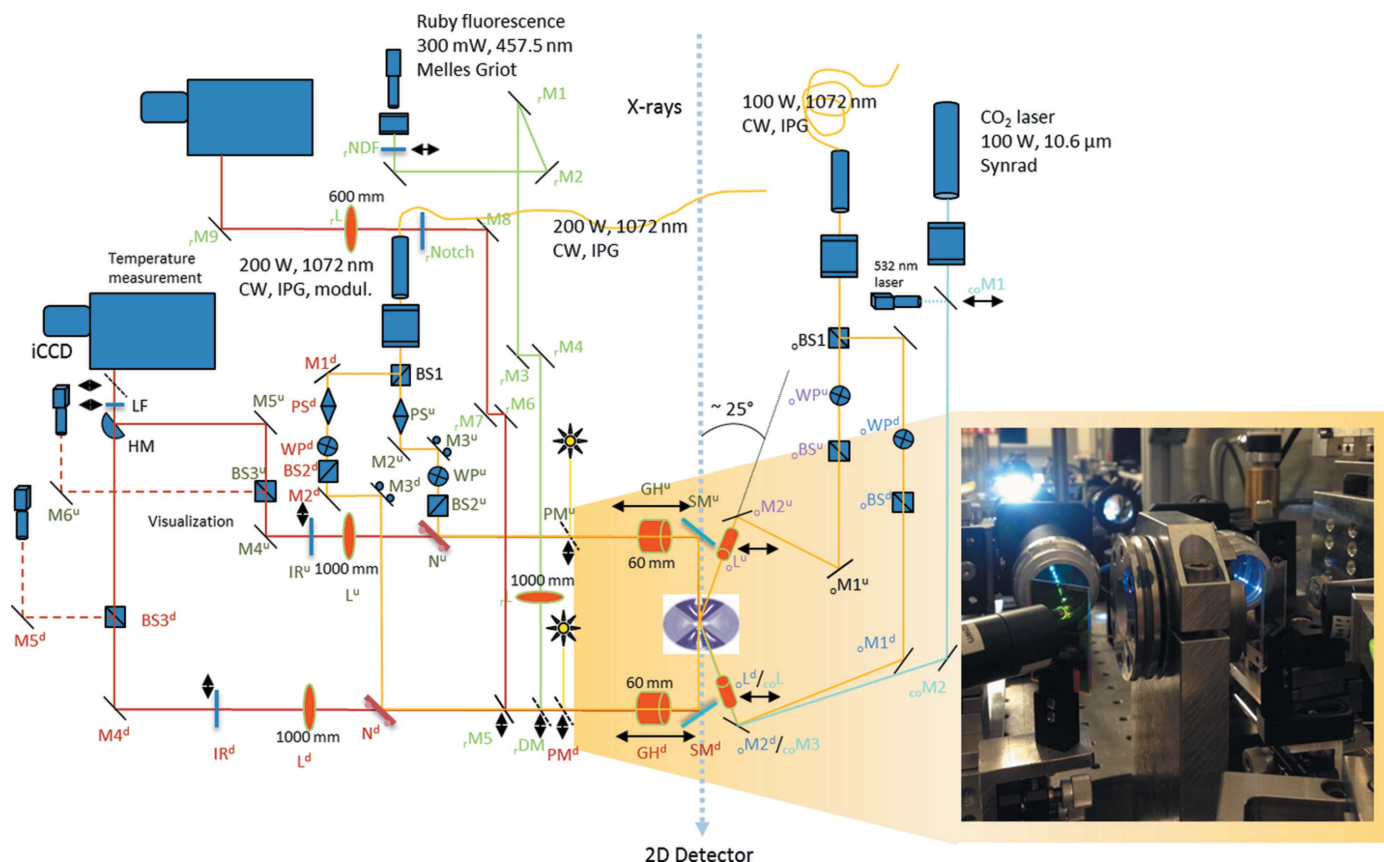 Ruby fluorescence
300 mW, 457.5 nm
Melles Griot
X-rays
100 W, 1072 nm
CW, IPG
CO₂ laser
100 W, 10.6 µm
Synrad
rM1
rNDF
rM2
600 mm
rL
rM9
rM8
rNotch
200 W, 1072 nm
CW, IPG
200 W, 1072 nm
CW, IPG, modul.
Temperature
measurement
532 nm
laser
coM1
iCCD
rM4
rM3
oBS1
M1ᵈ
BS1
LF
M5ᵘ
HM
PSᵈ
PSᵘ
rM6
rM7
~ 25°
oWPᵘ
oWPᵈ
WPᵈ
M3ᵘ
M2ᵘ
oBSᵘ
BS3ᵘ
BS2ᵈ
WPᵘ
M2ᵈ
M3ᵈ
BS2ᵘ
GHᵘ
SMᵘ
oM2ᵘ
oBSᵈ
M6ᵘ
Visualization
PMᵘ
M4ᵘ
IRᵘ
1000 mm
Lᵘ
Nᵘ
60 mm
oLᵘ
oM1ᵘ
1000 mm
rL
M5ᵈ
BS3ᵈ
oM1ᵈ
60 mm
oLᵈ/coL
coM2
M4ᵈ
IRᵈ
1000 mm
Lᵈ
Nᵈ
rM5
rDM
PMᵈ
GHᵈ
SMᵈ
oM2ᵈ/coM3
2D Detector